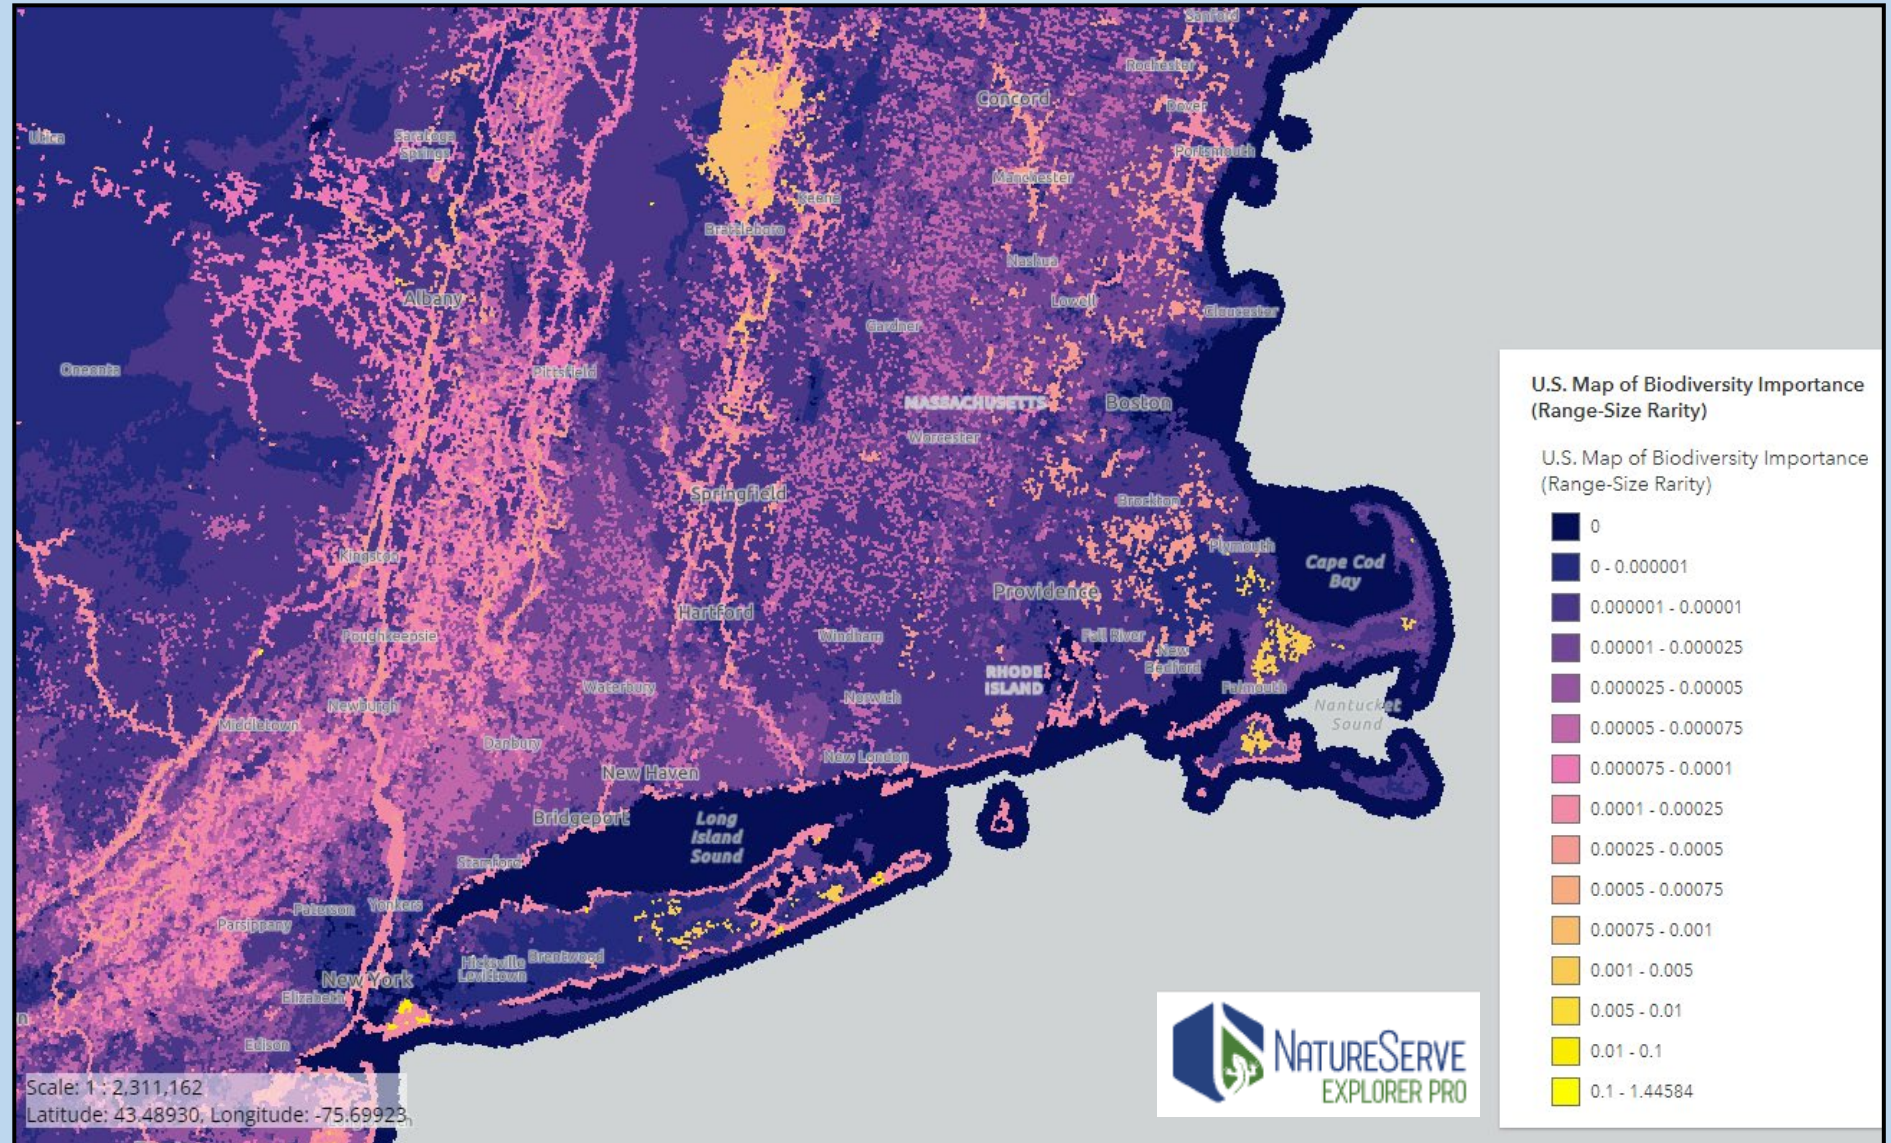 Sanford
Rochester
Concord
Dover
Utica
Saratoga
Springs
Portsmouth
Manchester
Keene
Brattleboro
Nashua
Albany
Lowell
Gloucester
Gardner
Oneonta
Pittsfield
MASSACHUSETTS
Boston
Worcester
Springfield
Brockton
Kingston
Plymouth
Cape Cod
Bay
Providence
Hartford
Poughkeepsie
Windham
Fall River
New
Bedford
RHODE
ISLAND
Waterbury
Norwich
Falmouth
Newburgh
Nantucket
Sound
Middletown
Danbury
New London
New Haven
Bridgeport
Long
Island
Sound
Stamford
Paterson
Yonkers
Parsippany
Hicksville
Levittown
Brentwood
New York
Elizabeth
Edison
Scale: 1 : 2,311,162
Latitude: 43.48930, Longitude: -75.69923
NATURESERVE
EXPLORER PRO
U.S. Map of Biodiversity Importance
(Range-Size Rarity)
U.S. Map of Biodiversity Importance
(Range-Size Rarity)
0
0 - 0.000001
0.000001 - 0.00001
0.00001 - 0.000025
0.000025 - 0.00005
0.00005 - 0.000075
0.000075 - 0.0001
0.0001 - 0.00025
0.00025 - 0.0005
0.0005 - 0.00075
0.00075 - 0.001
0.001 - 0.005
0.005 - 0.01
0.01 - 0.1
0.1 - 1.44584